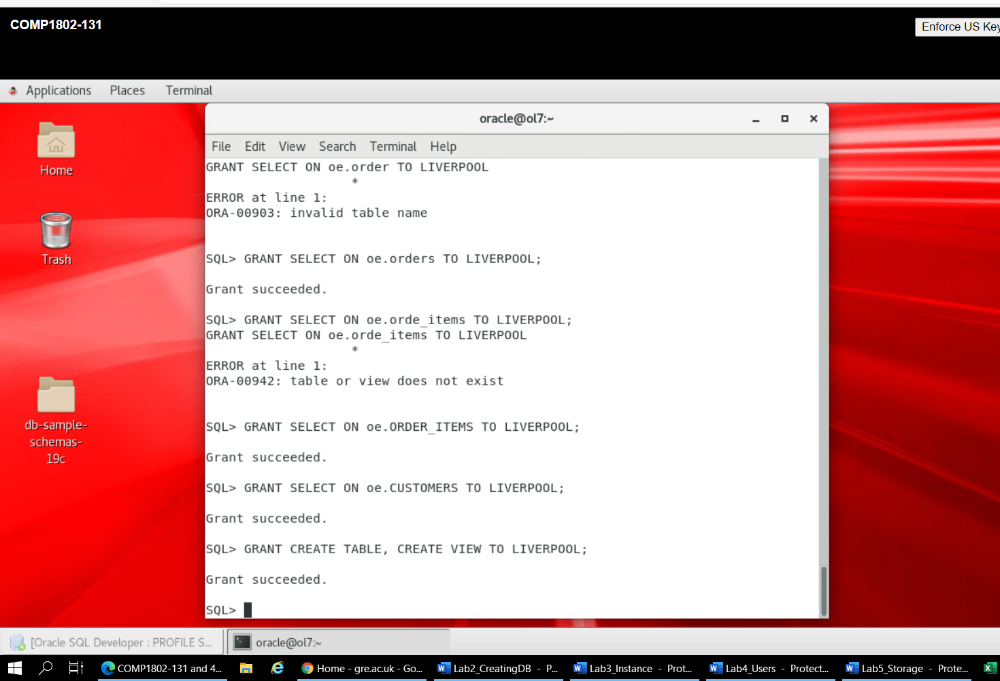 COMP1802-131
Enforce US Key
Applications Places Terminal
oracle@ol7:~
File Edit View Search Terminal Help
Home
Trash
db-sample-
schemas-
19c
GRANT SELECT ON oe.order TO LIVERPOOL
*
ERROR at line 1:
ORA-00903: invalid table name
SQL> GRANT SELECT ON oe.orders TO LIVERPOOL;
Grant succeeded.
SQL> GRANT SELECT ON oe.orde_items TO LIVERPOOL;
GRANT SELECT ON oe.orde_items TO LIVERPOOL
*
ERROR at line 1:
ORA-00942: table or view does not exist
SQL> GRANT SELECT ON oe.ORDER_ITEMS TO LIVERPOOL;
Grant succeeded.
SQL> GRANT SELECT ON oe.CUSTOMERS TO LIVERPOOL;
Grant succeeded.
SQL> GRANT CREATE TABLE, CREATE VIEW TO LIVERPOOL;
Grant succeeded.
SQL>
[Oracle SQL Developer : PROFILE S... oracle@ol7:~
COMP1802-131 and 4... Home - gre.ac.uk - Go... Lab2_CreatingDB - P... Lab3_Instance - Prot... Lab4_Users - Protect... Lab5_Storage - Prote...